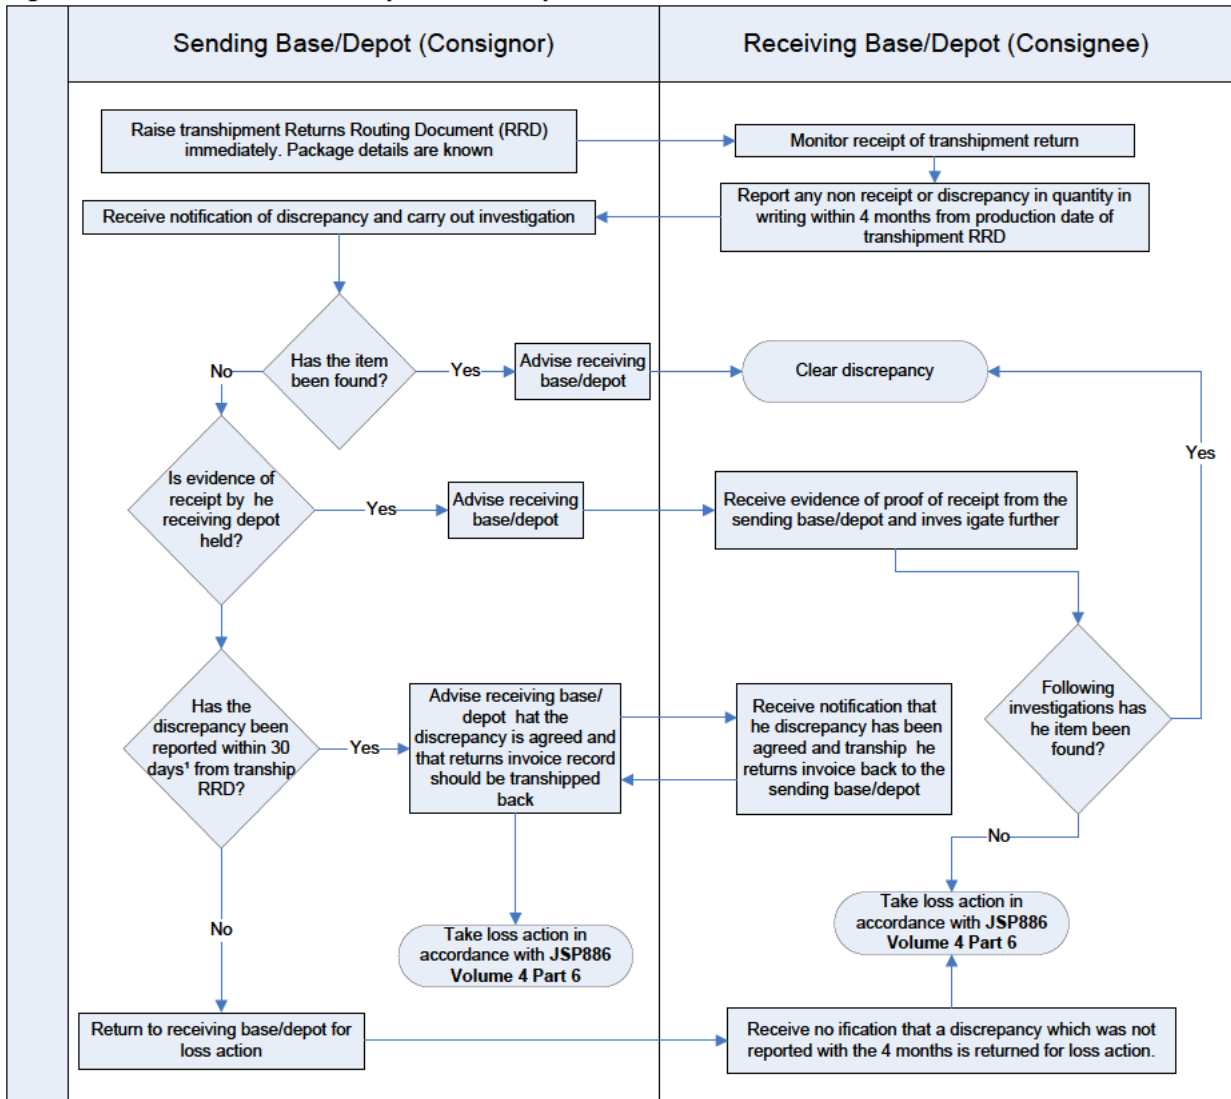 Sending Base/Depot (Consignor)
Receiving Base/Depot (Consignee)
Raise transhipment Returns Routing Document (RRD)
immediately. Package details are known
Monitor receipt of transhipment return
Report any non receipt or discrepancy in quantity in
writing within 4 months from production date of
transhipment RRD
Receive notification of discrepancy and carry out investigation
Has the item
been found?
No
Yes
Advise receiving
base/depot
Clear discrepancy
Yes
Is evidence of
receipt by he
receiving depot
held?
Yes
Advise receiving
base/depot
Receive evidence of proof of receipt from the
sending base/depot and inves igate further
Following
investigations has
he item been
found?
No
Has the
discrepancy been
reported within 30
days¹ from tranship
RRD?
Yes
Advise receiving base/
depot hat the
discrepancy is agreed and
that returns invoice record
should be transhipped
back
Receive notification that
he discrepancy has been
agreed and tranship he
returns invoice back to the
sending base/depot
No
Take loss action in
accordance with JSP886
Volume 4 Part 6
Take loss action in
accordance with JSP886
Volume 4 Part 6
Return to receiving base/depot for
loss action
Receive no ification that a discrepancy which was not
reported with the 4 months is returned for loss action.